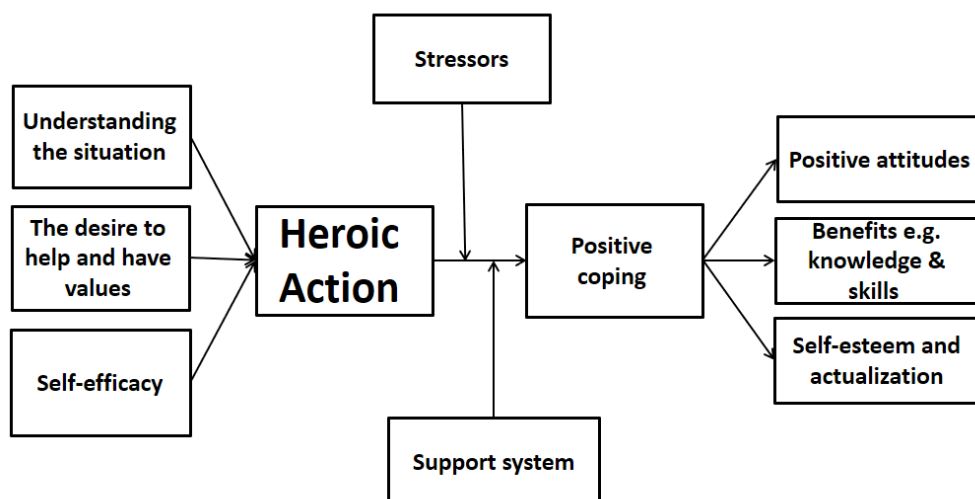 Stressors
Understanding
the situation
The desire to
help and have
values
Self-efficacy
Heroic
Action
Positive
coping
Support system
Positive attitudes
Benefits e.g.
knowledge &
skills
Self-esteem and
actualization